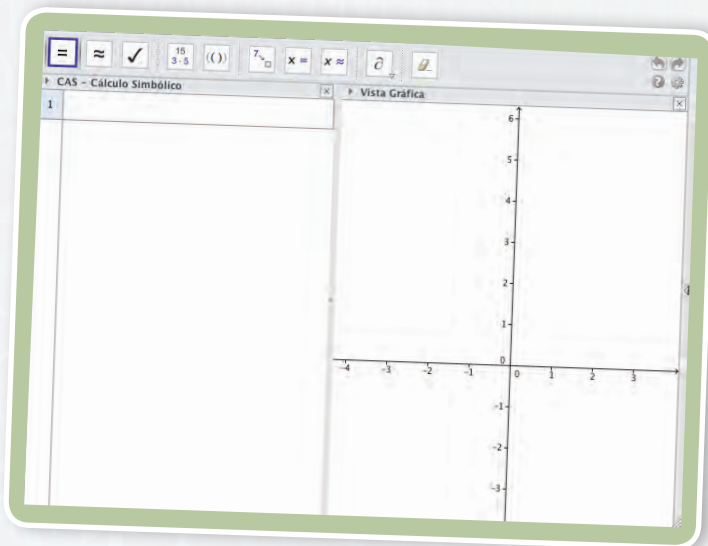 = ≈ ✓ 15 3·5 (()) 7 x = x ≈ ∂
CAS – Cálculo Simbólico
Vista Gráfica
1
6
5
4
3
2
1
0
-4 -3 -2 -1 0 1 2 3
-1
-2
-3